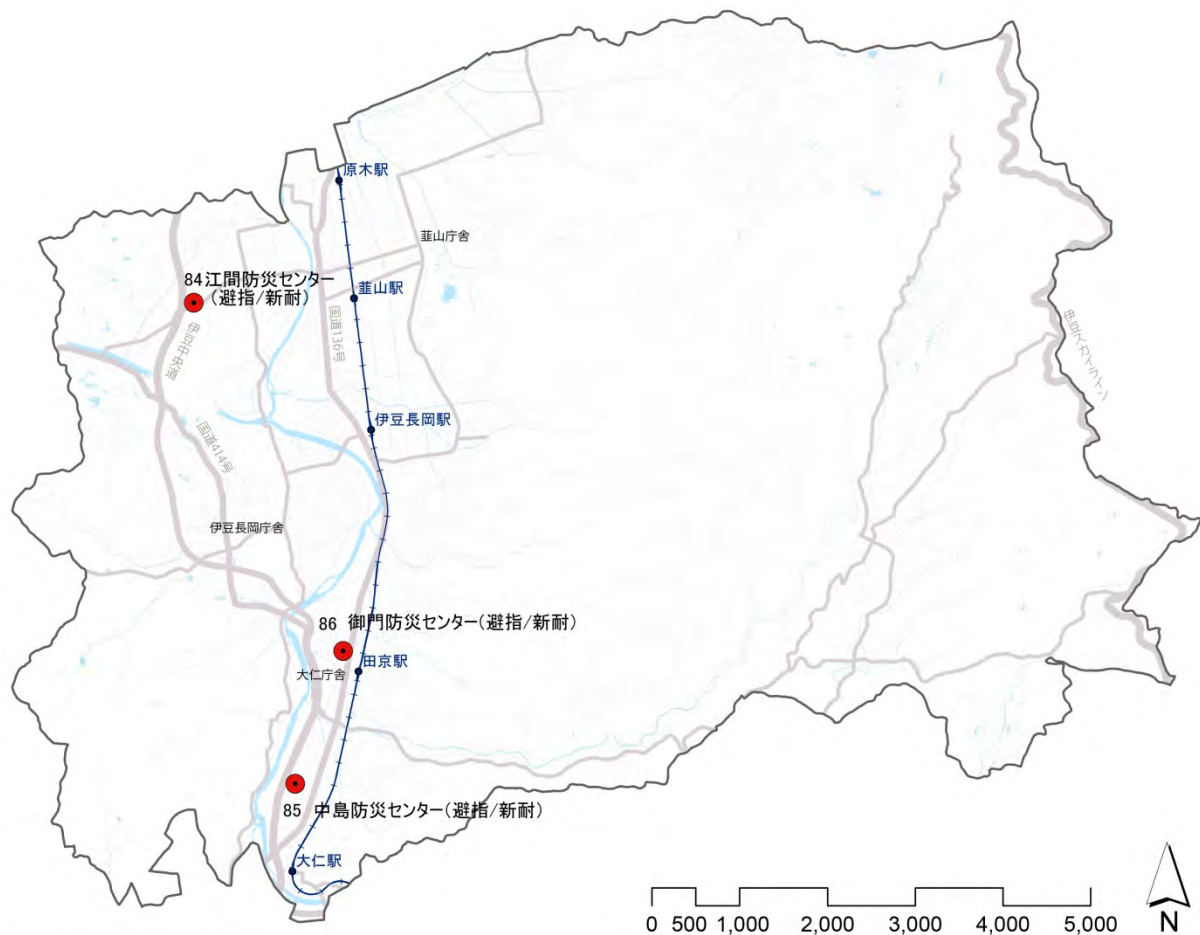 原木駅
韮山庁舎
84江間防災センター
(避指/新耐)
韮山駅
国道136号
伊豆中央道
伊豆スカイライン
伊豆長岡駅
国道414号
伊豆長岡庁舎
86 御門防災センター(避指/新耐)
田京駅
大仁庁舎
85 中島防災センター(避指/新耐)
大仁駅
0 500 1,000 2,000 3,000 4,000 5,000
N